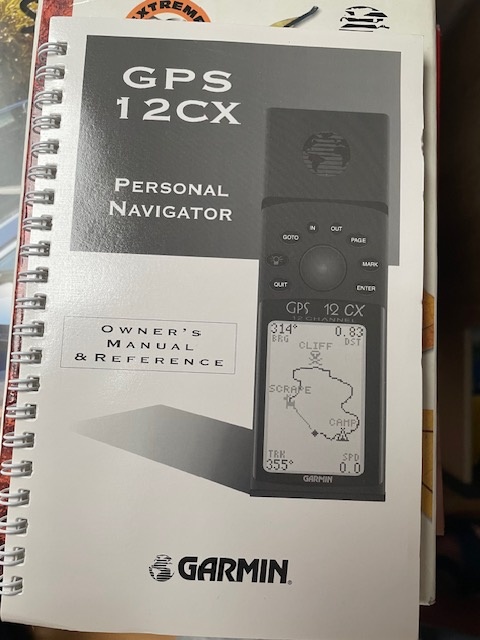 EXTREME
GPS
12CX
PERSONAL
NAVIGATOR
IN OUT
GOTO PAGE
MARK
QUIT ENTER
GPS 12 CX
12 CHANNEL
314° 0.83
BRG DST
CLIFF
SCRAPE
CAMP
TRK SPD
355° 0.0
GARMIN
OWNER'S
MANUAL
& REFERENCE
GARMIN